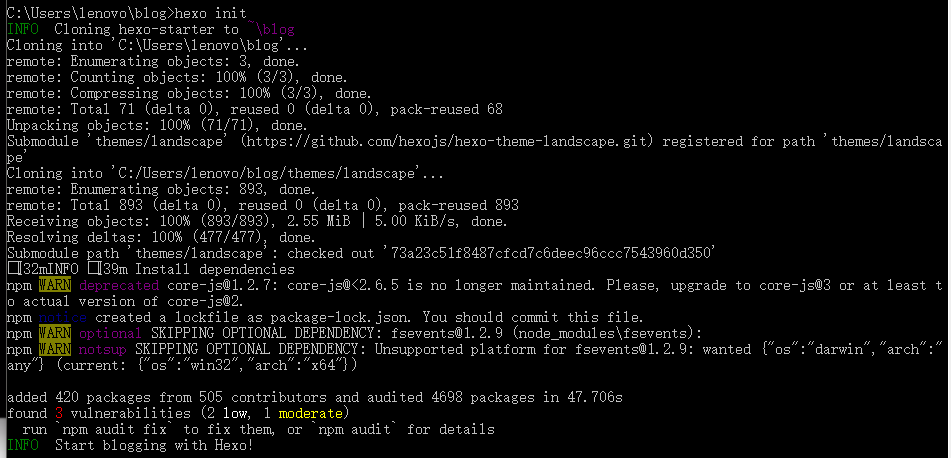 C:\Users\lenovo\blog>hexo init
INFO  Cloning hexo-starter to ~\blog
Cloning into 'C:\Users\lenovo\blog'...
remote: Enumerating objects: 3, done.
remote: Counting objects: 100% (3/3), done.
remote: Compressing objects: 100% (3/3), done.
remote: Total 71 (delta 0), reused 0 (delta 0), pack-reused 68
Unpacking objects: 100% (71/71), done.
Submodule 'themes/landscape' (https://github.com/hexojs/hexo-theme-landscape.git) registered for path 'themes/landsca
pe'
Cloning into 'C:/Users/lenovo/blog/themes/landscape'...
remote: Enumerating objects: 893, done.
remote: Total 893 (delta 0), reused 0 (delta 0), pack-reused 893
Receiving objects: 100% (893/893), 2.55 MiB | 5.00 KiB/s, done.
Resolving deltas: 100% (477/477), done.
Submodule path 'themes/landscape': checked out '73a23c51f8487cfcd7c6deec96ccc7543960d350'
[32mINFO [39m Install dependencies
npm WARN deprecated core-js@1.2.7: core-js@<2.6.5 is no longer maintained. Please, upgrade to core-js@3 or at least t
o actual version of core-js@2.
npm notice created a lockfile as package-lock.json. You should commit this file.
npm WARN optional SKIPPING OPTIONAL DEPENDENCY: fsevents@1.2.9 (node_modules\fsevents):
npm WARN notsup SKIPPING OPTIONAL DEPENDENCY: Unsupported platform for fsevents@1.2.9: wanted {"os":"darwin","arch":"
any"} (current: {"os":"win32","arch":"x64"})
added 420 packages from 505 contributors and audited 4698 packages in 47.706s
found 3 vulnerabilities (2 low, 1 moderate)
  run `npm audit fix` to fix them, or `npm audit` for details
INFO  Start blogging with Hexo!